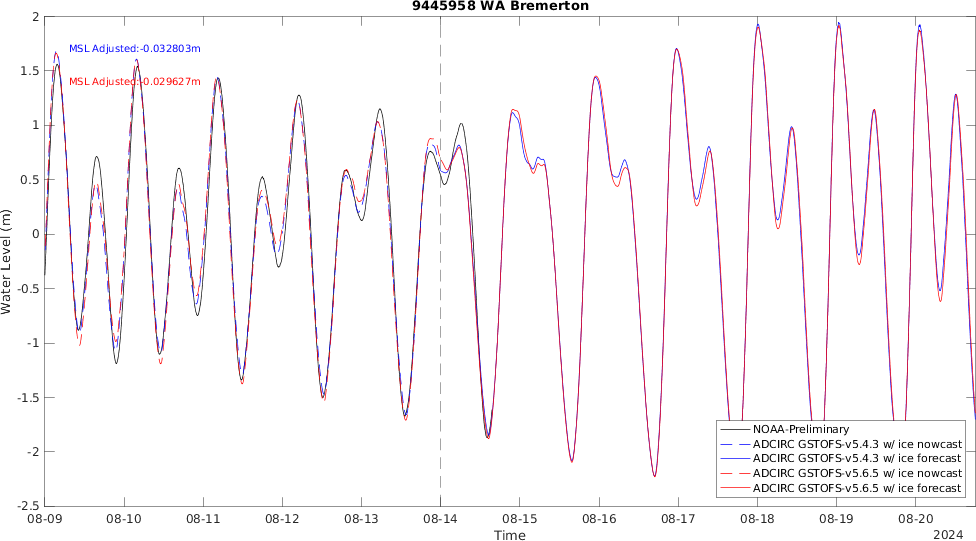 9445958 WA Bremerton
MSL Adjusted:-0.032803m
MSL Adjusted:-0.029627m
Water Level (m)
2
1.5
1
0.5
0
-0.5
-1
-1.5
-2
-2.5
NOAA-Preliminary
ADCIRC GSTOFS-v5.4.3 w/ ice nowcast
ADCIRC GSTOFS-v5.4.3 w/ ice forecast
ADCIRC GSTOFS-v5.6.5 w/ ice nowcast
ADCIRC GSTOFS-v5.6.5 w/ ice forecast
08-09 08-10 08-11 08-12 08-13 08-14 08-15 08-16 08-17 08-18 08-19 08-20
Time
2024